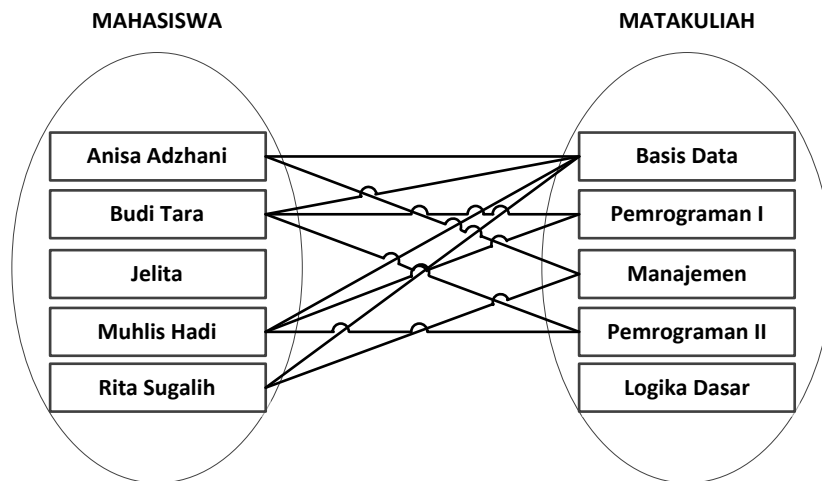 MAHASISWA
MATAKULIAH
Anisa Adzhani
Basis Data
Budi Tara
Pemrograman I
Jelita
Manajemen
Muhlis Hadi
Pemrograman II
Rita Sugalih
Logika Dasar